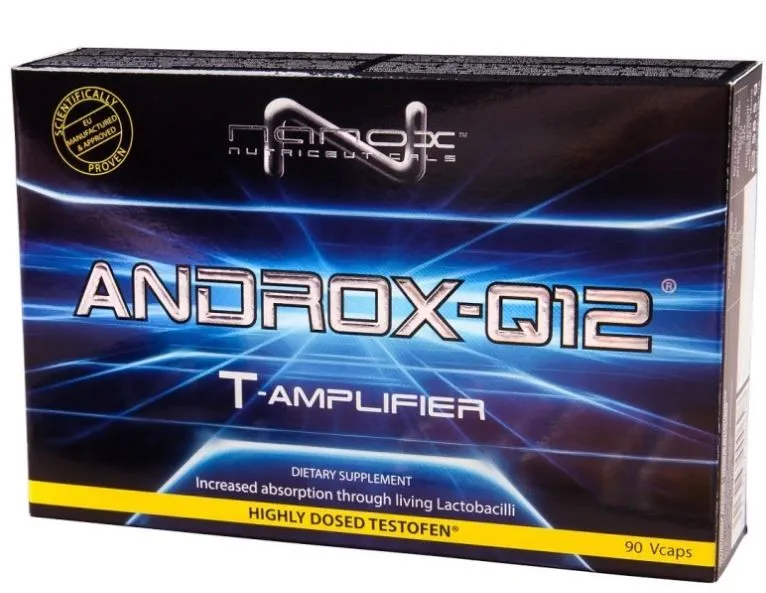 SCIENTIFICALLY
EU
MANUFACTURED
& APPROVED
PROVEN
nanox™
NUTRICEUTICALS
ANDROX-Q12®
T-AMPLIFIER
DIETARY SUPPLEMENT
Increased absorption through living Lactobacilli
HIGHLY DOSED TESTOFEN®
90 Vcaps